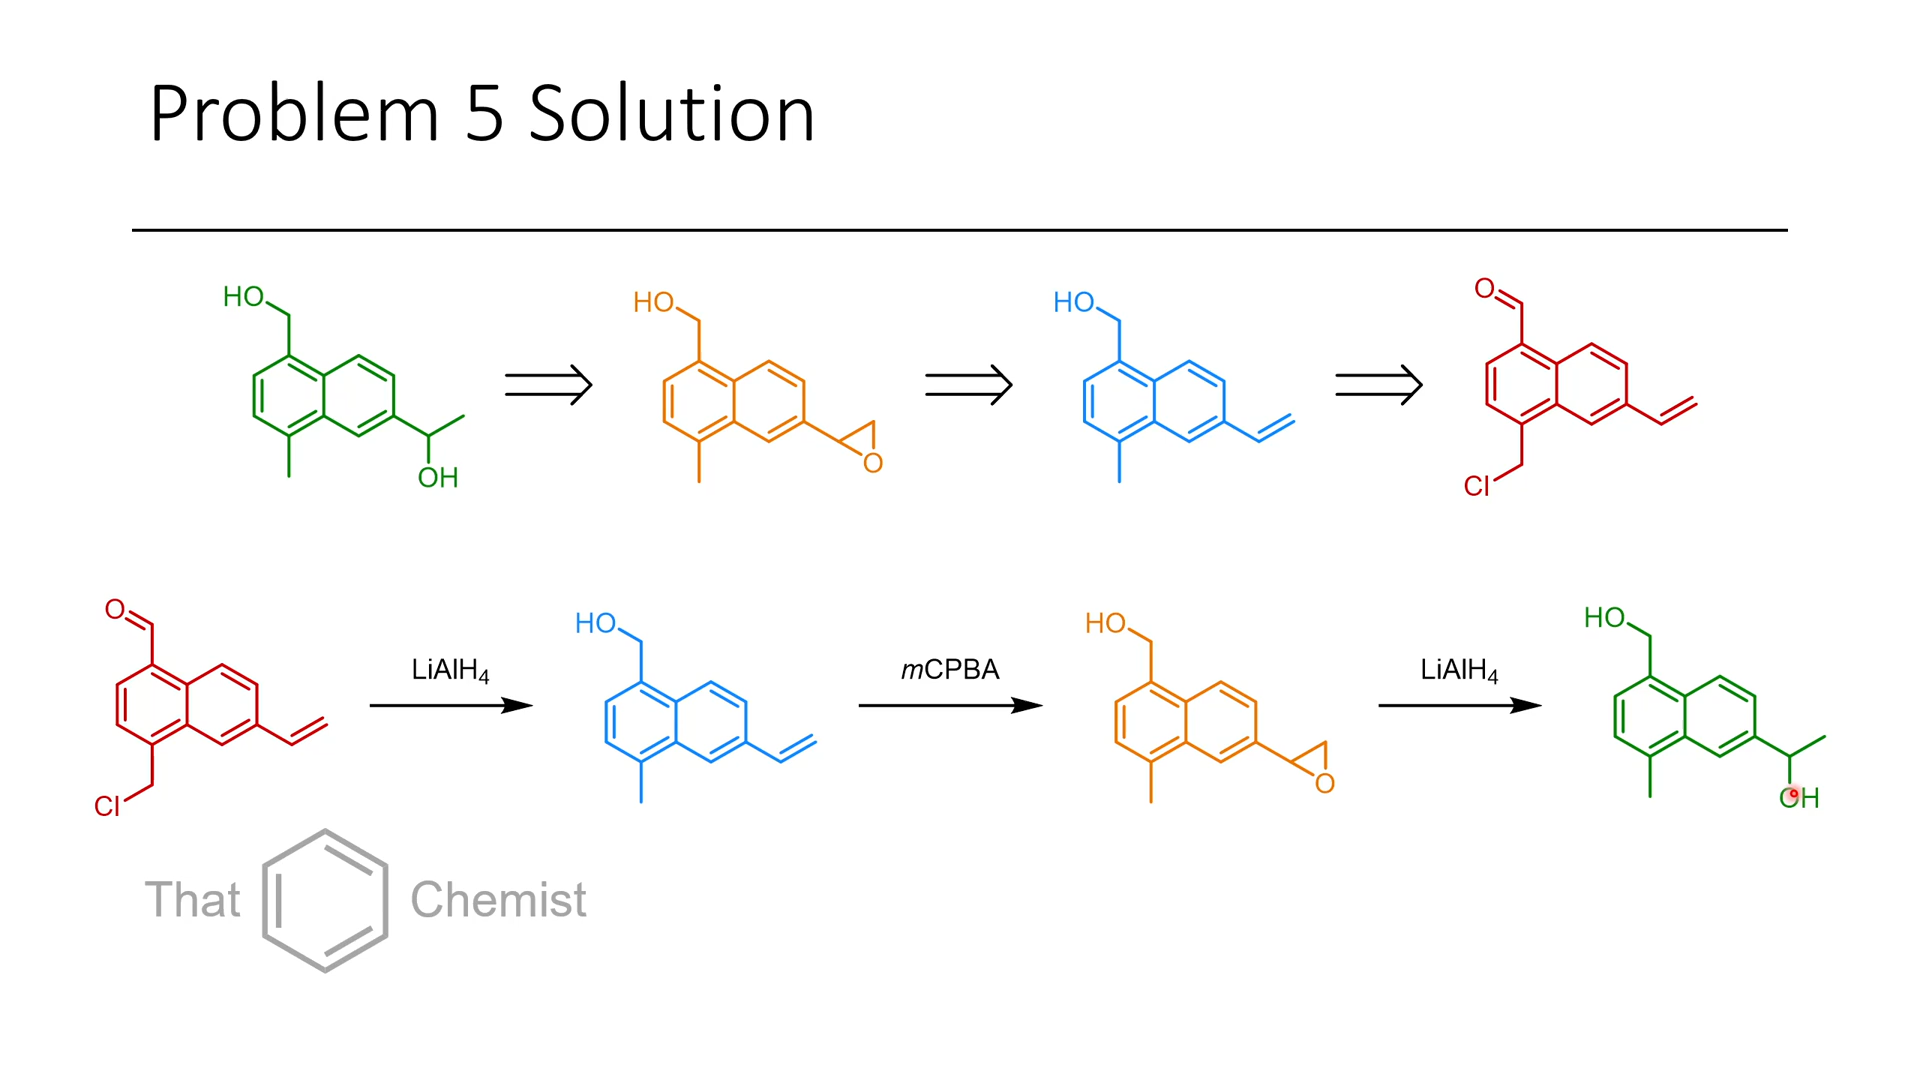 Problem 5 Solution
HO
OH
HO
O
HO
O
Cl
O
Cl
LiAlH4
HO
mCPBA
HO
O
LiAlH4
HO
OH
That Chemist